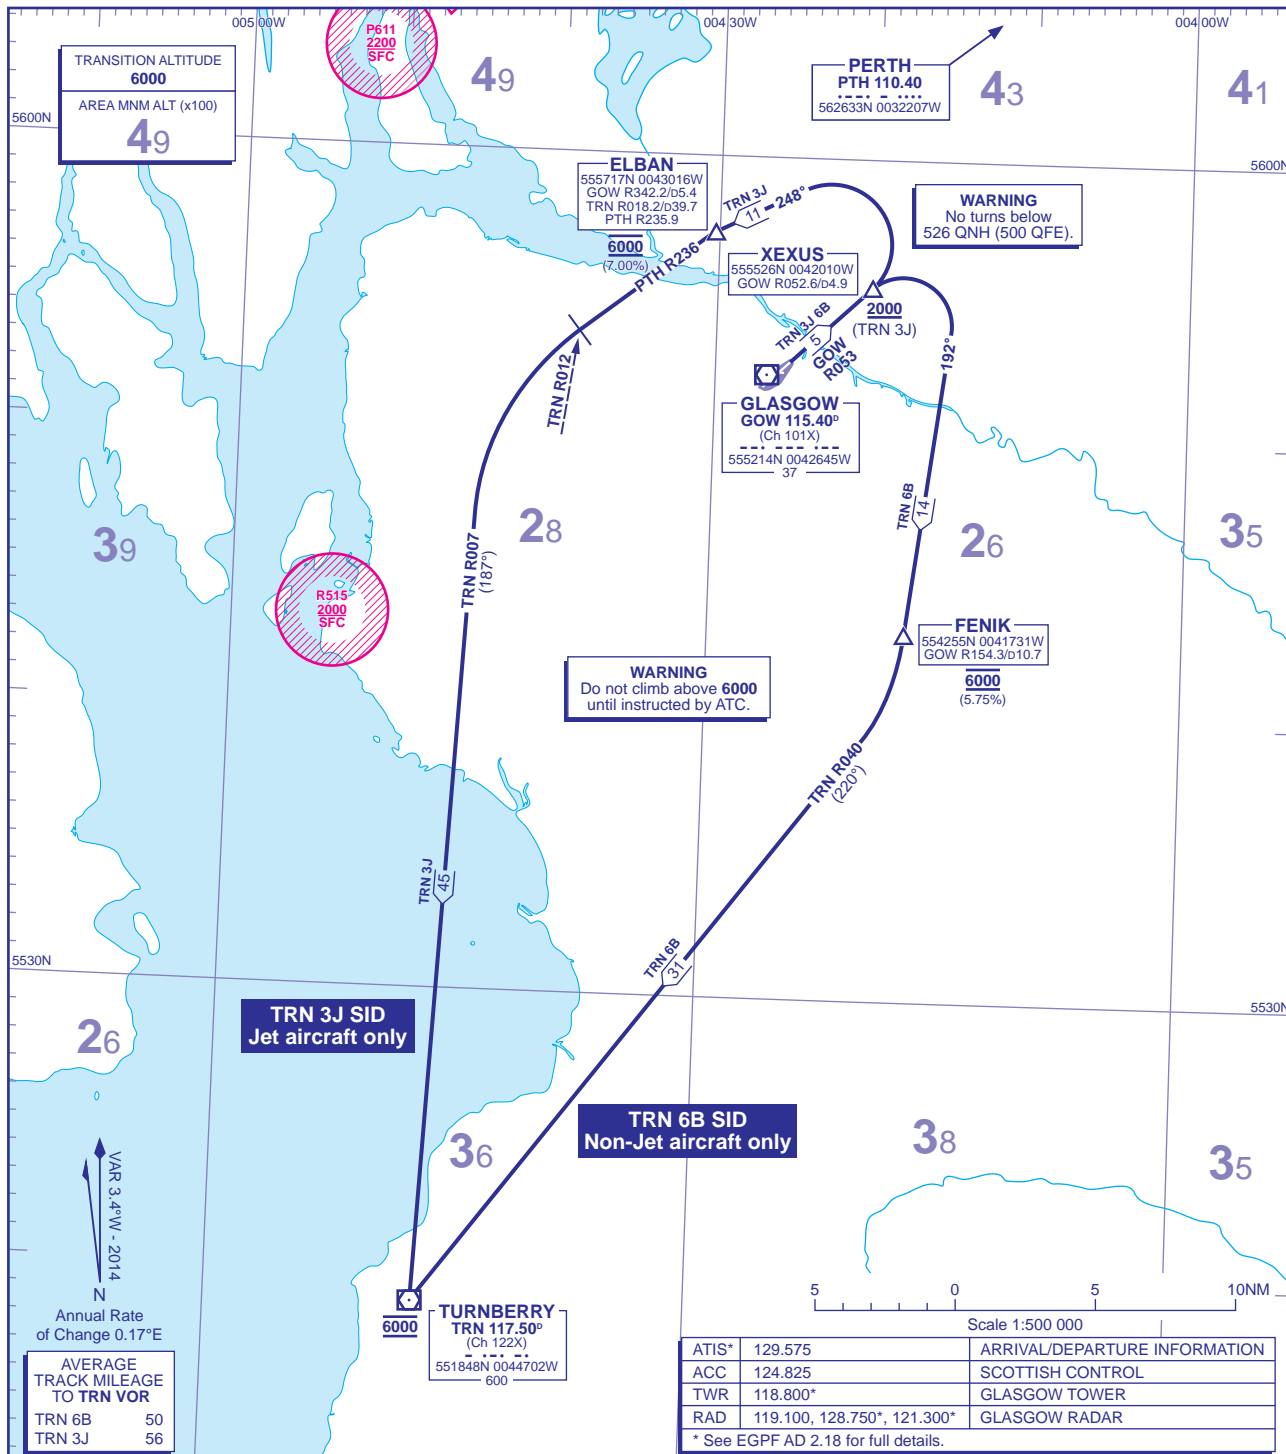 005 00W
004 30W
004 00W
P611
2200
SFC
TRANSITION ALTITUDE
6000
AREA MNM ALT (x100)
49
49
PERTH
PTH 110.40
562633N 0032207W
43
41
5600N
5600N
ELBAN
555717N 0043016W
GOW R342.2/D5.4
TRN R018.2/D39.7
PTH R235.9
6000
(7.00%)
TRN 3J
11
248°
WARNING
No turns below
526 QNH (500 QFE).
PTH R236
XEXUS
555526N 0042010W
GOW R052.6/D4.9
2000
(TRN 3J)
TRN 3J 6B
5
GOW
R053
192°
TRN R012
GLASGOW
GOW 115.40D
(Ch 101X)
555214N 0042645W
37
39
28
TRN 6B
14
26
35
TRN R007
(187°)
R515
2000
SFC
FENIK
554255N 0041731W
GOW R154.3/D10.7
6000
(5.75%)
WARNING
Do not climb above 6000
until instructed by ATC.
TRN R040
(220°)
TRN 3J
45
TRN 6B
31
5530N
5530N
TRN 3J SID
Jet aircraft only
26
TRN 6B SID
Non-Jet aircraft only
36
38
35
VAR 3.4°W - 2014
N
Annual Rate
of Change 0.17°E
6000
TURNBERRY
TRN 117.50D
(Ch 122X)
551848N 0044702W
600
5 0 5 10NM
Scale 1:500 000
AVERAGE
TRACK MILEAGE
TO TRN VOR
TRN 6B 50
TRN 3J 56
ATIS* 129.575 ARRIVAL/DEPARTURE INFORMATION
ACC 124.825 SCOTTISH CONTROL
TWR 118.800* GLASGOW TOWER
RAD 119.100, 128.750*, 121.300* GLASGOW RADAR
* See EGPF AD 2.18 for full details.